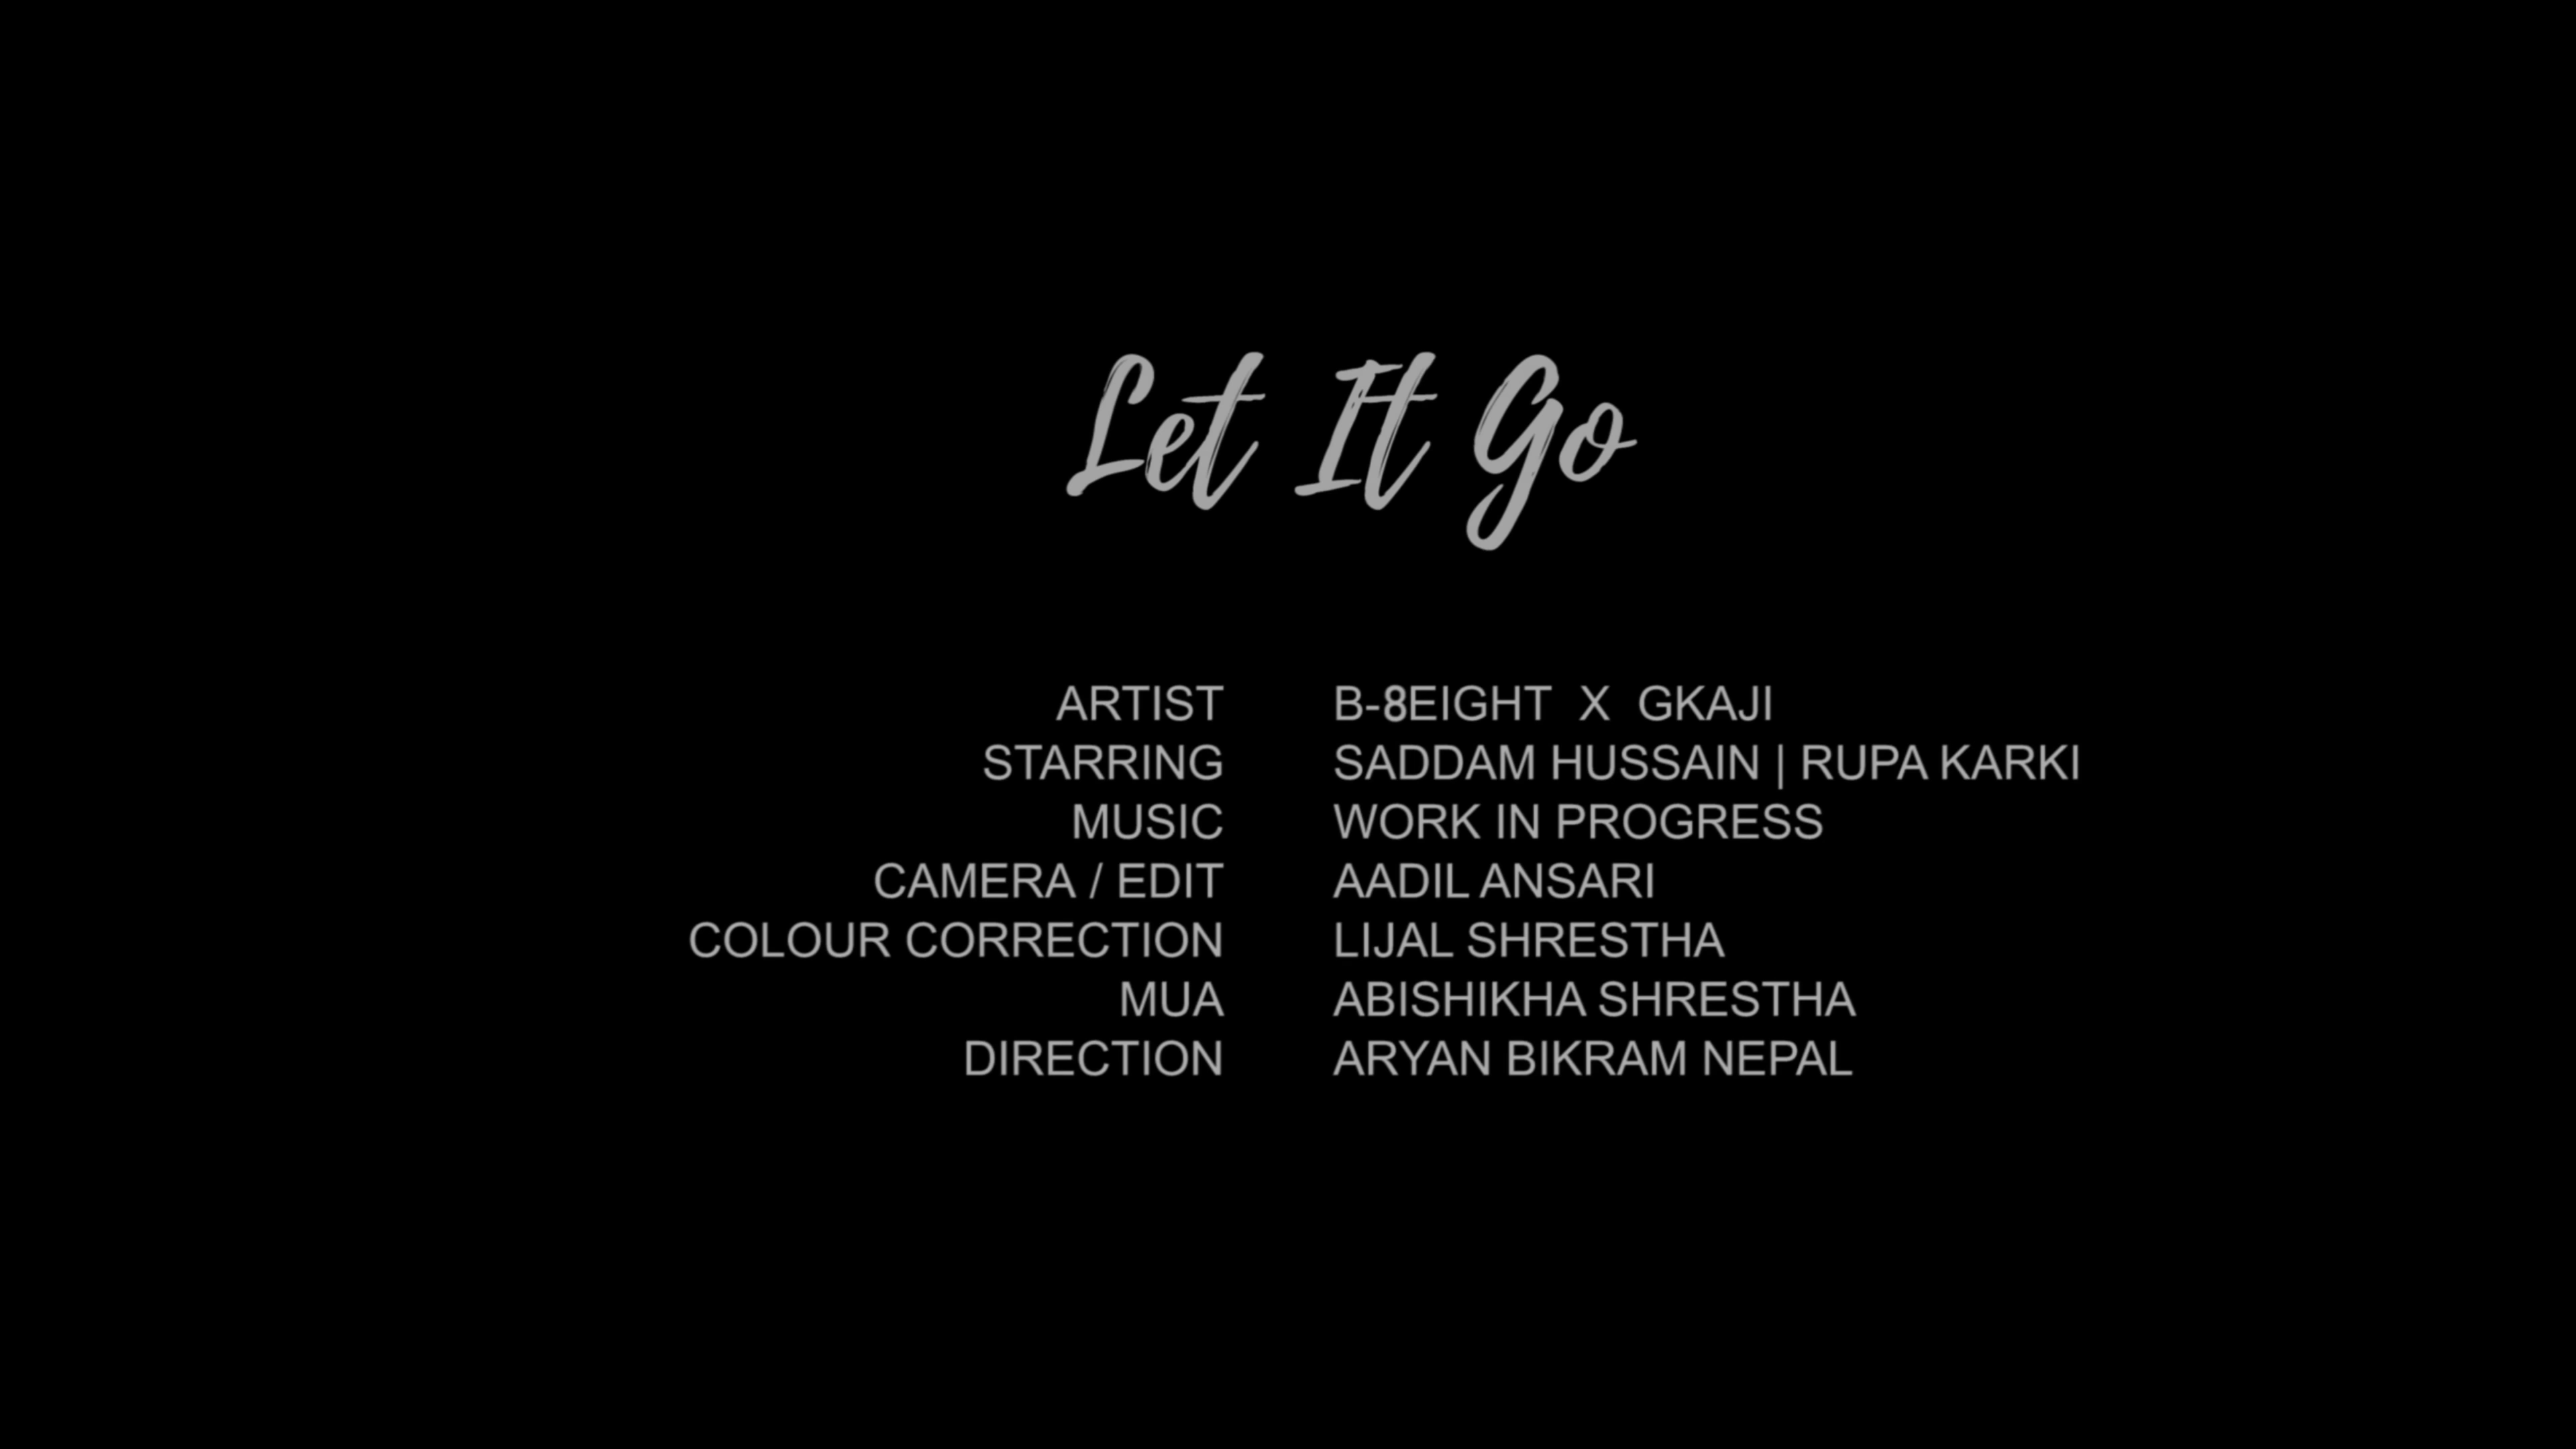 Let It Go
ARTIST B-8EIGHT X GKAJI
STARRING SADDAM HUSSAIN | RUPA KARKI
MUSIC WORK IN PROGRESS
CAMERA / EDIT AADIL ANSARI
COLOUR CORRECTION LIJAL SHRESTHA
MUA ABISHIKHA SHRESTHA
DIRECTION ARYAN BIKRAM NEPAL